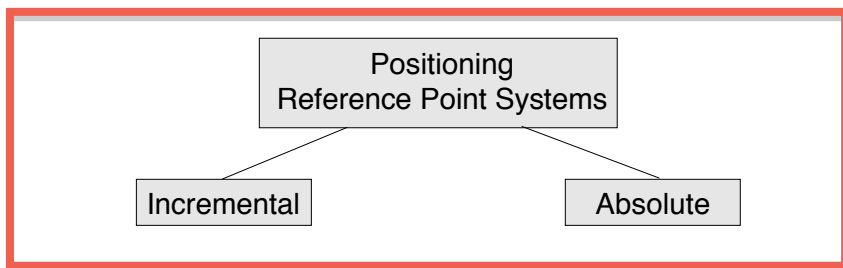 Positioning
Reference Point Systems
Incremental
Absolute